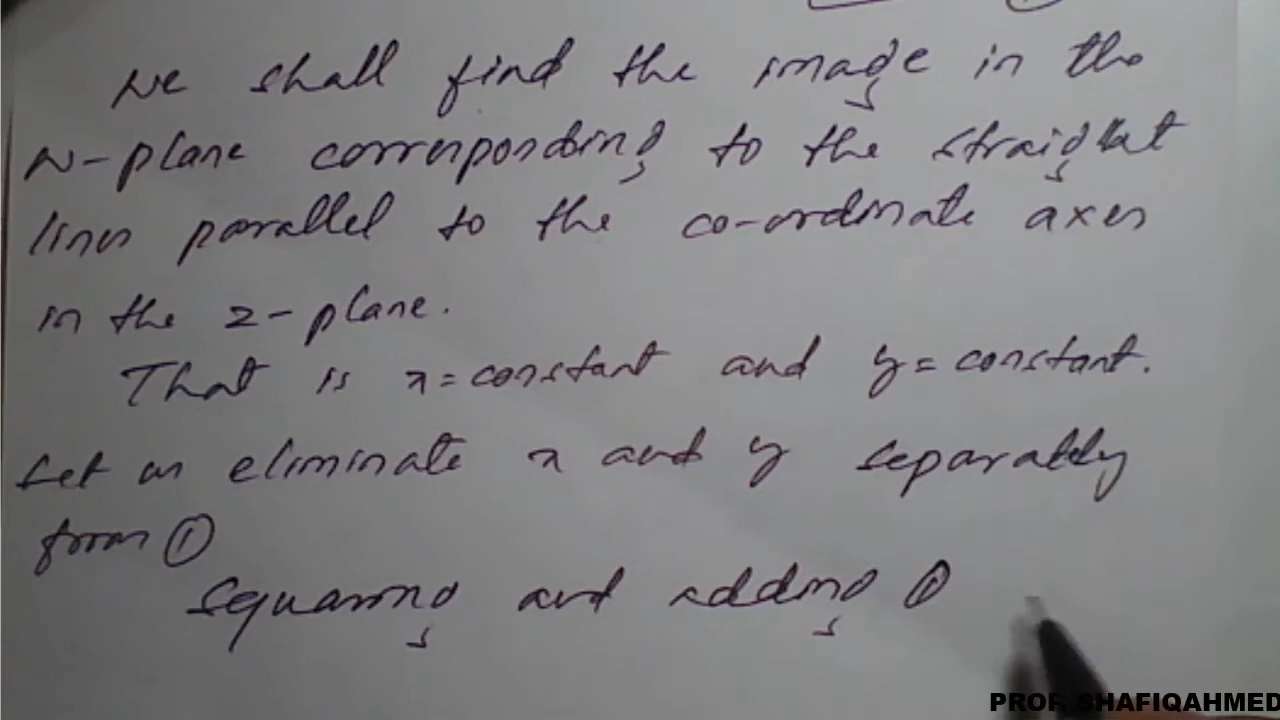 We shall find the image in the
w-plane corresponding to the straight
lines parallel to the co-ordinate axes
in the z-plane.
That is x=constant and y=constant.
Let us eliminate x and y separately
from ①
Squaring and adding ①
PROF. SHAFIQAHMED